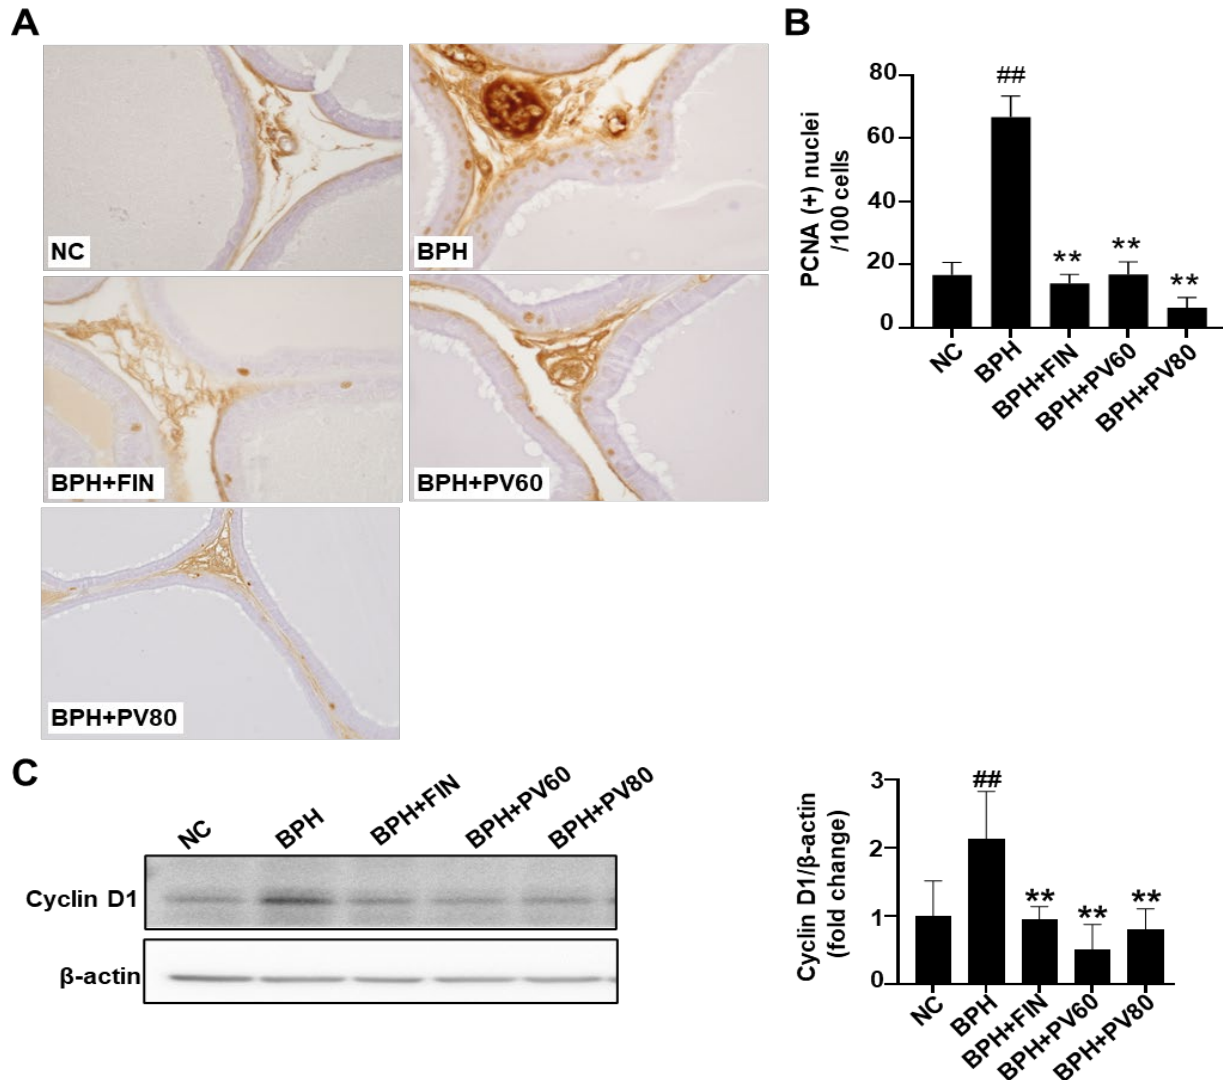 A
NC
BPH
BPH+FIN
BPH+PV60
BPH+PV80
B
PCNA (+) nuclei
/100 cells
80
60
40
20
0
##
**
**
**
NC
BPH
BPH+FIN
BPH+PV60
BPH+PV80
C
NC
BPH
BPH+FIN
BPH+PV60
BPH+PV80
Cyclin D1
β-actin
Cyclin D1/β-actin
(fold change)
3
2
1
0
##
**
**
**
NC
BPH
BPH+FIN
BPH+PV60
BPH+PV80